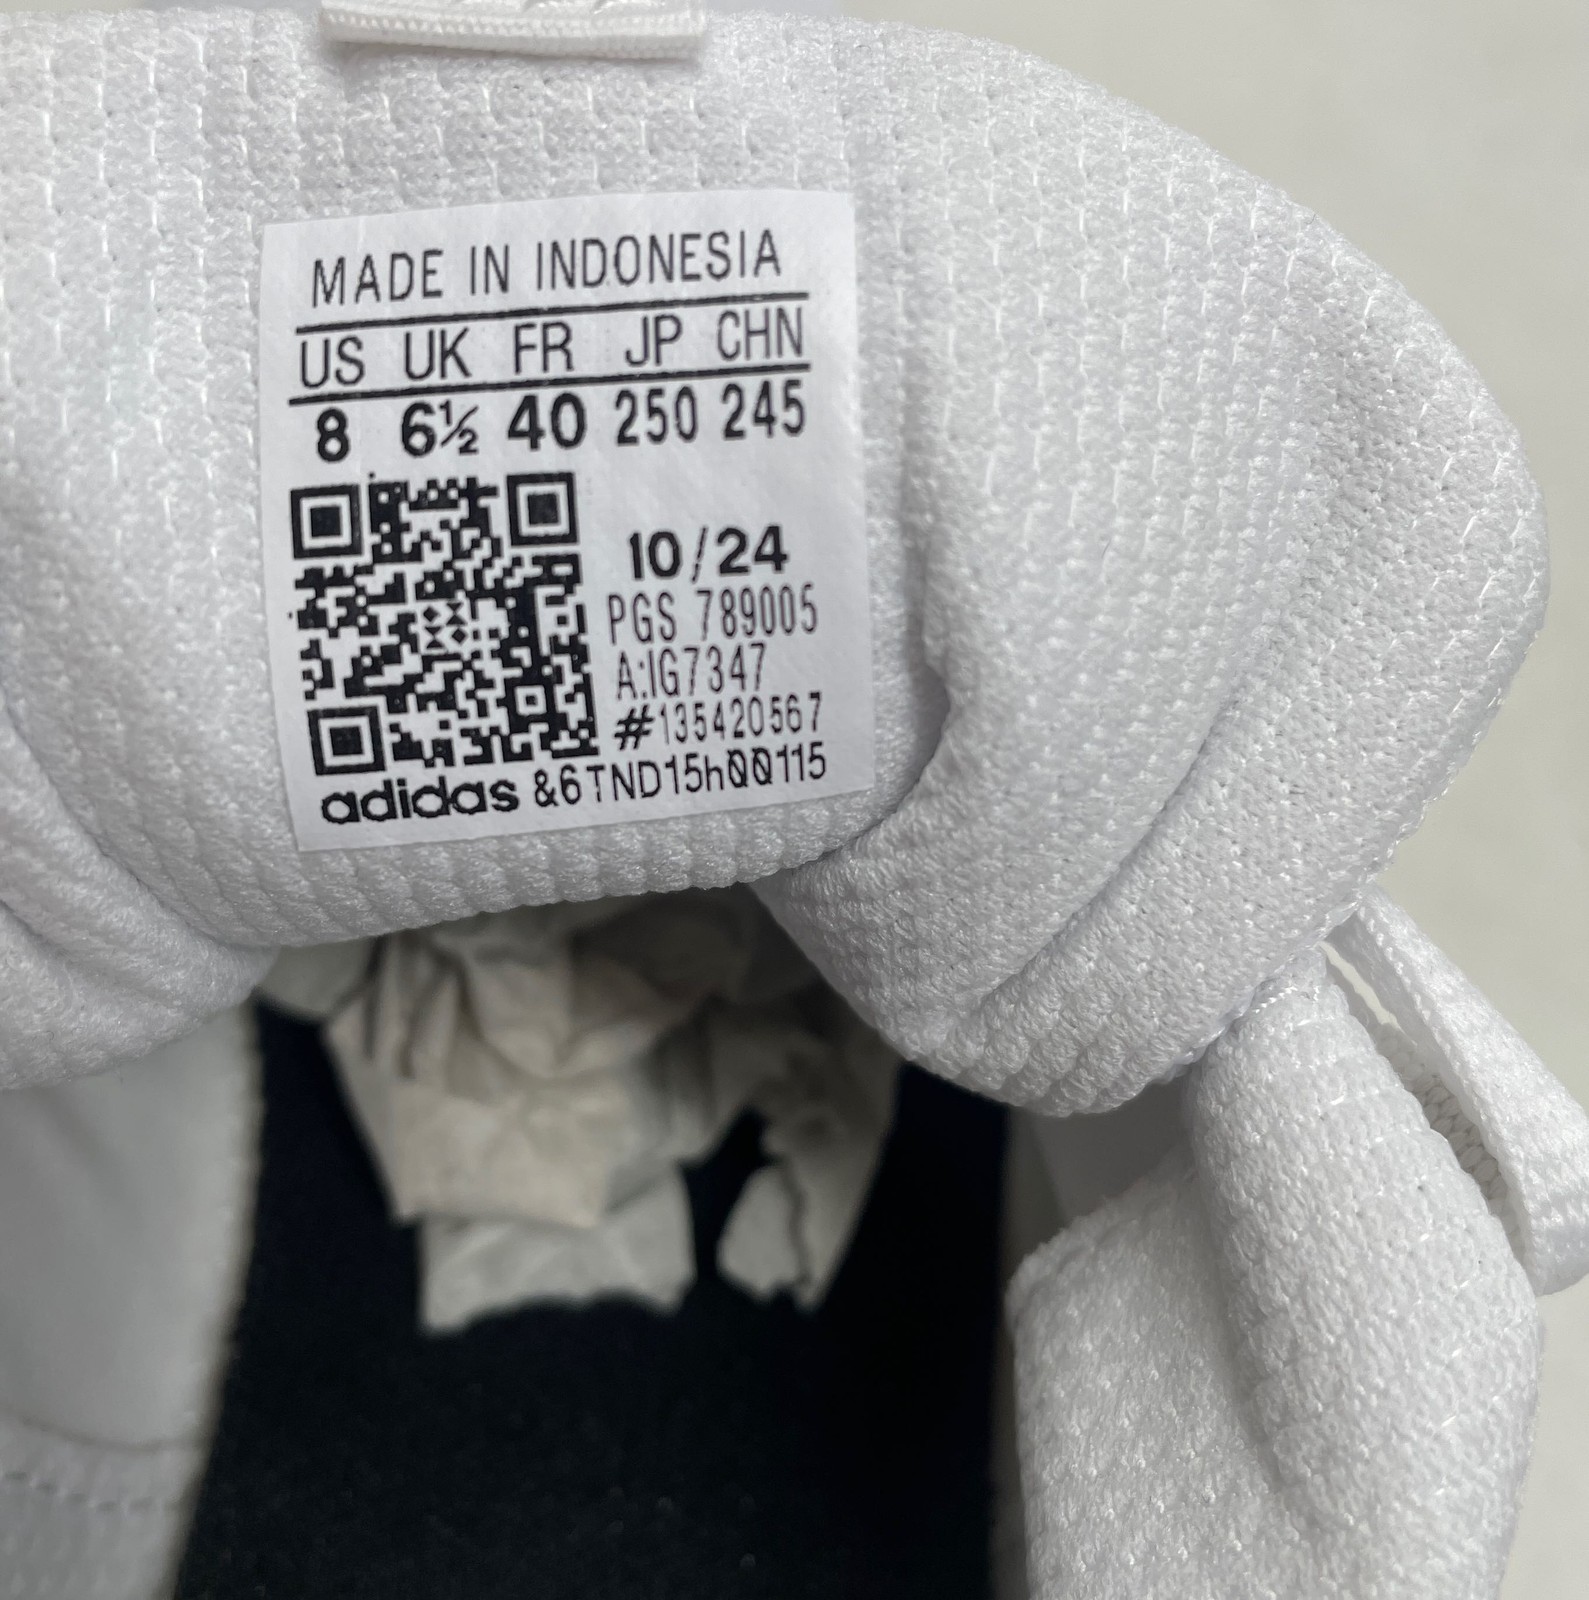 MADE IN INDONESIA
US UK FR JP CHN
8 6½ 40 250 245
10/24
PGS 789005
A:IG7347
#135420567
adidas &6TND15hQQ115